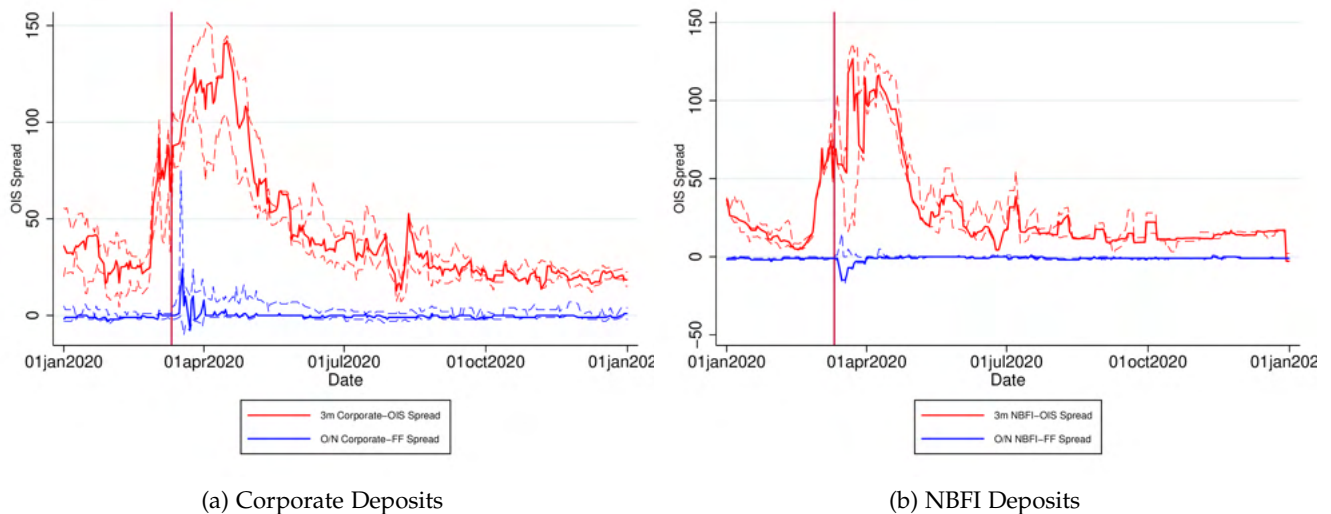 150
100
50
0
OIS Spread
01jan2020 01apr2020 01jul2020 01oct2020 01jan202
Date
3m Corporate-OIS Spread
O/N Corporate-FF Spread
(a) Corporate Deposits
150
100
50
0
-50
OIS Spread
01jan2020 01apr2020 01jul2020 01oct2020 01jan202
Date
3m NBFI-OIS Spread
O/N NBFI-FF Spread
(b) NBFI Deposits